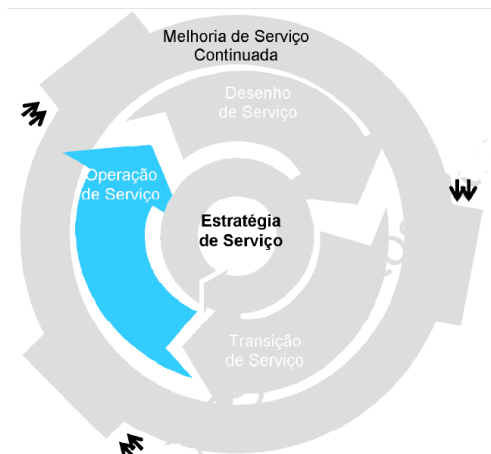 Melhoria de Serviço
Continuada
Desenho
de Serviço
Operação
de Serviço
Estratégia
de Serviço
Transição
de Serviço